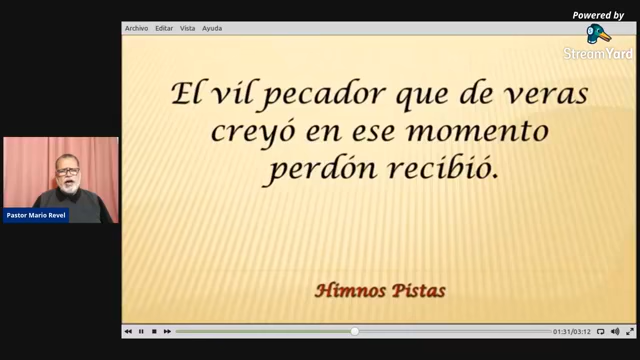 Powered by
StreamYard
Archivo Editar Vista Ayuda
El vil pecador que de veras
creyó en ese momento
perdón recibió.
Pastor Mario Revel
Himnos Pistas
01:31/03:12